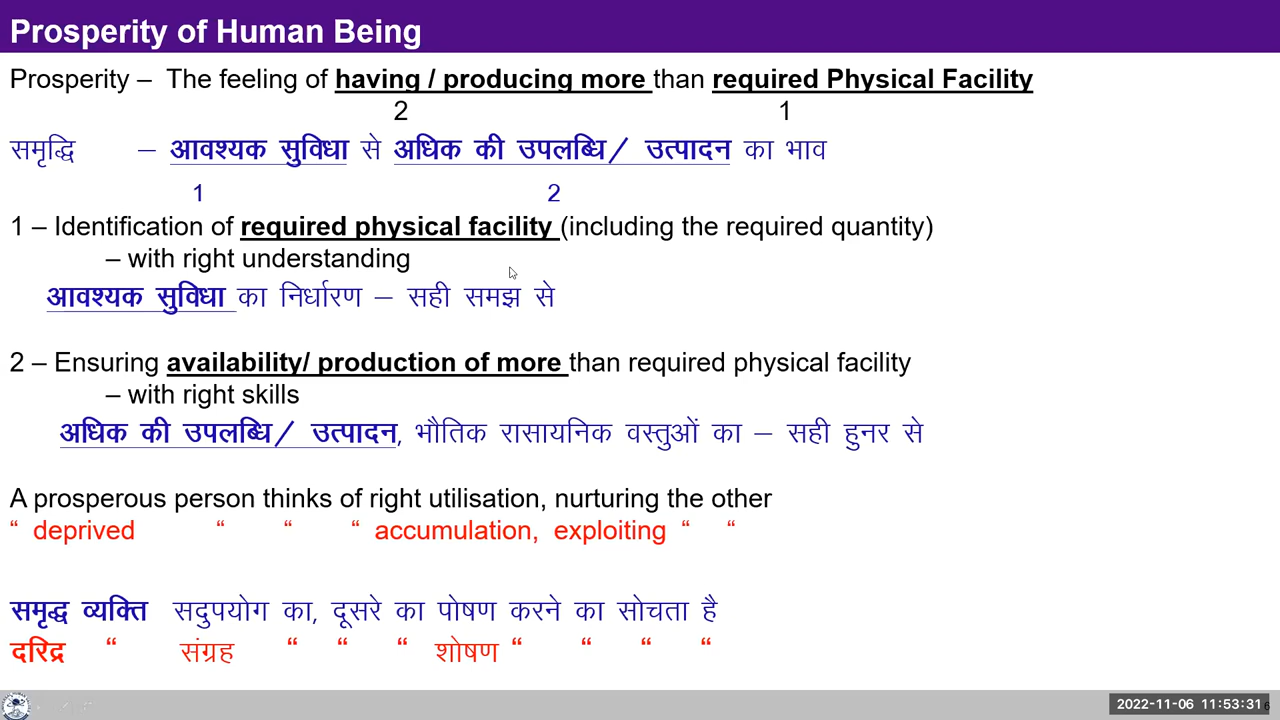 Prosperity of Human Being
Prosperity – The feeling of having / producing more than required Physical Facility
2 1
समृद्धि – आवश्यक सुविधा से अधिक की उपलब्धि/ उत्पादन का भाव
1 2
1 – Identification of required physical facility (including the required quantity)
– with right understanding
आवश्यक सुविधा का निर्धारण – सही समझ से
2 – Ensuring availability/ production of more than required physical facility
– with right skills
अधिक की उपलब्धि/ उत्पादन, भौतिक रासायनिक वस्तुओं का – सही हुनर से
A prosperous person thinks of right utilisation, nurturing the other
“ deprived “ “ “ accumulation, exploiting “ “
समृद्ध व्यक्ति सदुपयोग का, दूसरे का पोषण करने का सोचता है
दरिद्र “ संग्रह “ “ “ शोषण “ “ “ “
2022-11-06 11:53:31
6